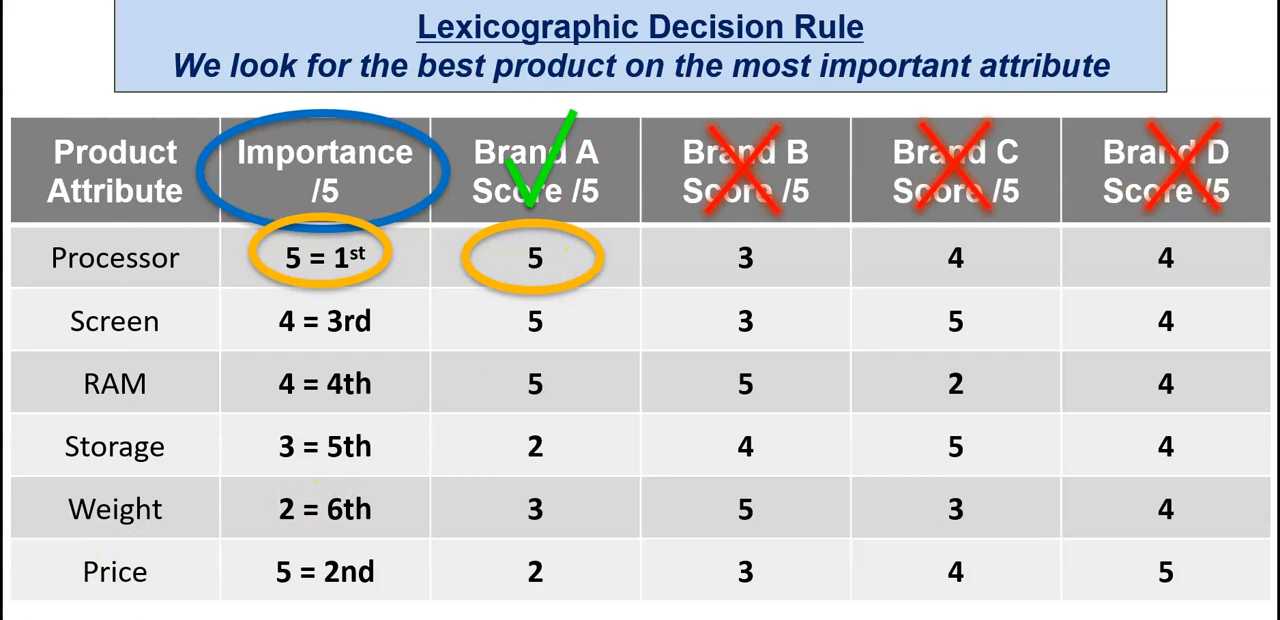 Lexicographic Decision Rule
We look for the best product on the most important attribute
Product Attribute Importance /5 Brand A Score /5 Brand B Score /5 Brand C Score /5 Brand D Score /5
Processor 5 = 1st 5 3 4 4
Screen 4 = 3rd 5 3 5 4
RAM 4 = 4th 5 5 2 4
Storage 3 = 5th 2 4 5 4
Weight 2 = 6th 3 5 3 4
Price 5 = 2nd 2 3 4 5